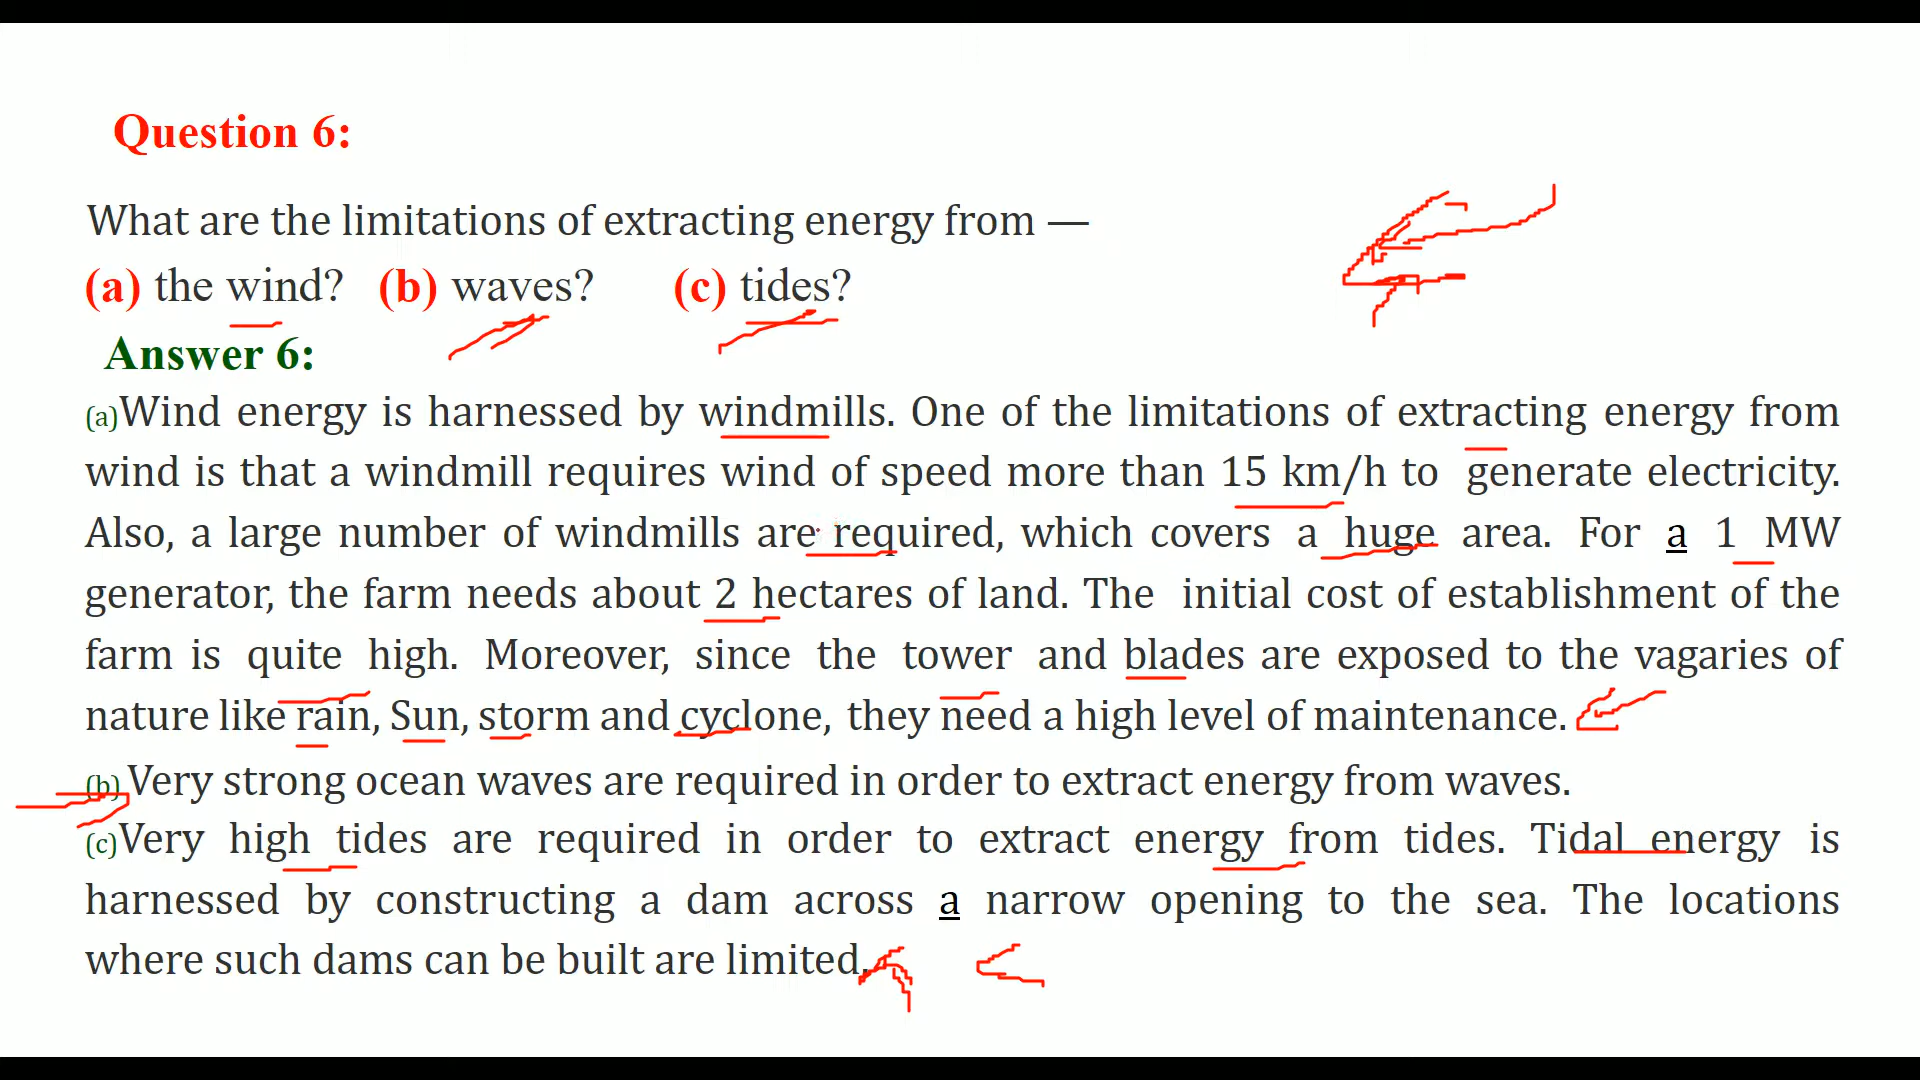 Question 6:
What are the limitations of extracting energy from —
(a) the wind? (b) waves? (c) tides?
Answer 6:
(a)Wind energy is harnessed by windmills. One of the limitations of extracting energy from
wind is that a windmill requires wind of speed more than 15 km/h to generate electricity.
Also, a large number of windmills are required, which covers a huge area. For a 1 MW
generator, the farm needs about 2 hectares of land. The initial cost of establishment of the
farm is quite high. Moreover, since the tower and blades are exposed to the vagaries of
nature like rain, Sun, storm and cyclone, they need a high level of maintenance.
(b) Very strong ocean waves are required in order to extract energy from waves.
(c)Very high tides are required in order to extract energy from tides. Tidal energy is
harnessed by constructing a dam across a narrow opening to the sea. The locations
where such dams can be built are limited.